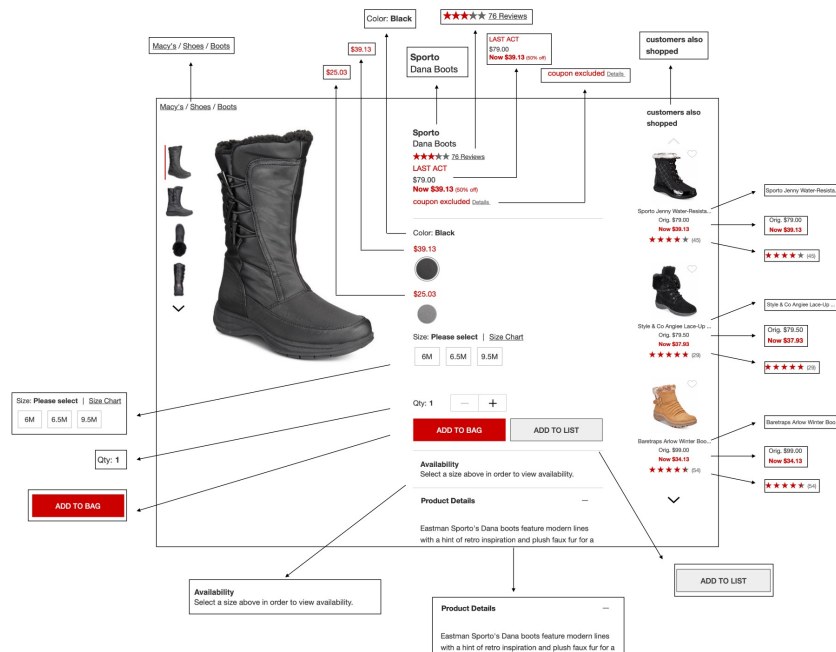 Color: Black
★★★★★ 76 Reviews
Macy's / Shoes / Boots
$39.13
$25.03
Sporto
Dana Boots
LAST ACT
$79.00
Now $39.13 (50% off)
coupon excluded Details
customers also
shopped
Macy's / Shoes / Boots
Sporto
Dana Boots
★★★★★ 76 Reviews
LAST ACT
$79.00
Now $39.13 (50% off)
coupon excluded Details
Color: Black
$39.13
$25.03
Size: Please select | Size Chart
6M 6.5M 9.5M
Qty: 1 — +
ADD TO BAG ADD TO LIST
Availability
Select a size above in order to view availability.
Product Details —
Eastman Sporto's Dana boots feature modern lines
with a hint of retro inspiration and plush faux fur for a
customers also
shopped
Sporto Jenny Water-Resista...
Orig. $79.00
Now $39.13
★★★★★ (45)
Style & Co Angiee Lace-Up ...
Orig. $79.50
Now $37.93
★★★★★ (29)
Baretraps Arlow Winter Boo...
Orig. $99.00
Now $34.13
★★★★★ (54)
Sporto Jenny Water-Resista.
Orig. $79.00
Now $39.13
★★★★★ (45)
Style & Co Angiee Lace-Up ...
Orig. $79.50
Now $37.93
★★★★★ (29)
Baretraps Arlow Winter Boo
Orig. $99.00
Now $34.13
★★★★★ (54)
Size: Please select | Size Chart
6M 6.5M 9.5M
Qty: 1
ADD TO BAG
Availability
Select a size above in order to view availability.
Product Details —
Eastman Sporto's Dana boots feature modern lines
with a hint of retro inspiration and plush faux fur for a
ADD TO LIST